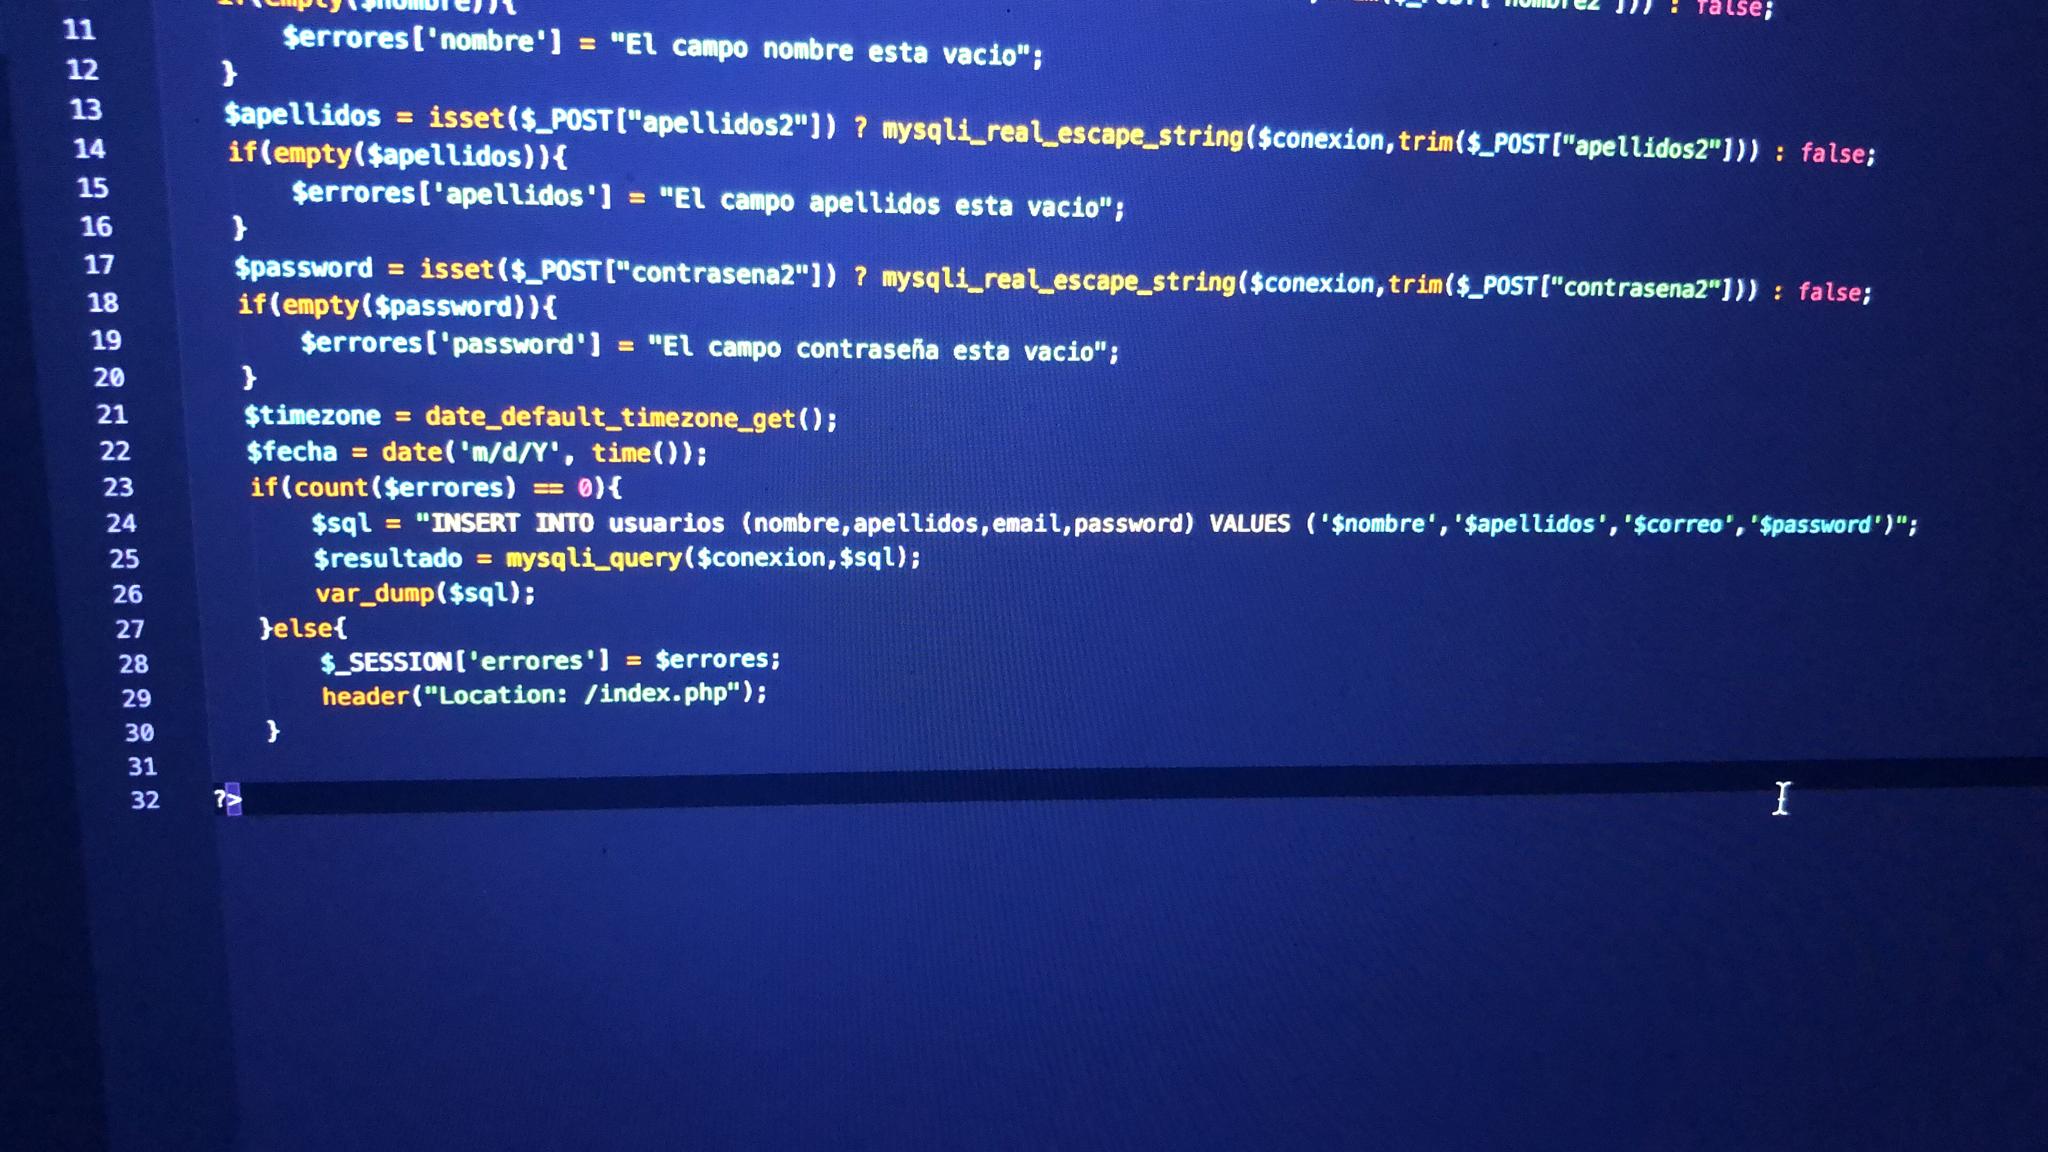 if(empty($nombre)){ : false;
11 $errores['nombre'] = "El campo nombre esta vacio";
12 }
13 $apellidos = isset($_POST["apellidos2"]) ? mysqli_real_escape_string($conexion,trim($_POST["apellidos2"])) : false;
14 if(empty($apellidos)){
15 $errores['apellidos'] = "El campo apellidos esta vacio";
16 }
17 $password = isset($_POST["contrasena2"]) ? mysqli_real_escape_string($conexion,trim($_POST["contrasena2"])) : false;
18 if(empty($password)){
19 $errores['password'] = "El campo contraseña esta vacio";
20 }
21 $timezone = date_default_timezone_get();
22 $fecha = date('m/d/Y', time());
23 if(count($errores) == 0){
24 $sql = "INSERT INTO usuarios (nombre,apellidos,email,password) VALUES ('$nombre','$apellidos','$correo','$password')";
25 $resultado = mysqli_query($conexion,$sql);
26 var_dump($sql);
27 }else{
28 $_SESSION['errores'] = $errores;
29 header("Location: /index.php");
30 }
31
32 ?>